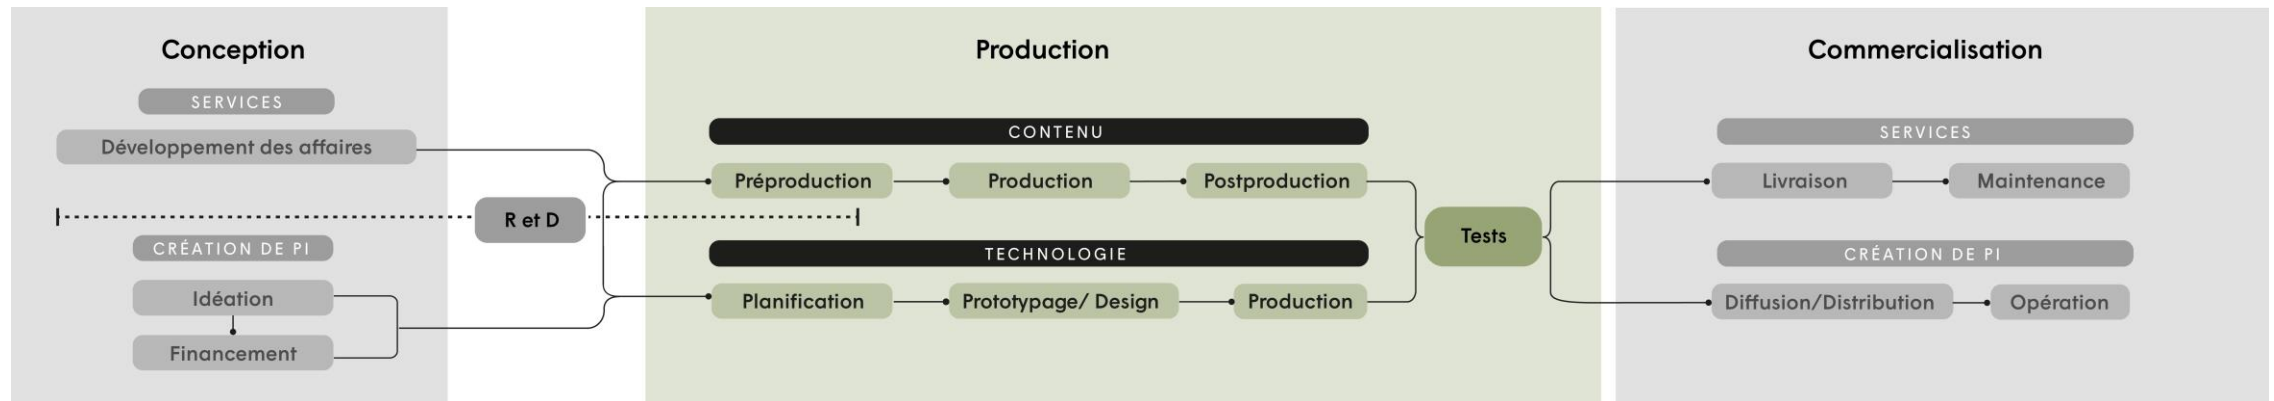 Conception
SERVICES
Développement des affaires
R et D
CRÉATION DE PI
Idéation
Financement
Production
CONTENU
Préproduction
Production
Postproduction
TECHNOLOGIE
Planification
Prototypage/ Design
Production
Tests
Commercialisation
SERVICES
Livraison
Maintenance
CRÉATION DE PI
Diffusion/Distribution
Opération